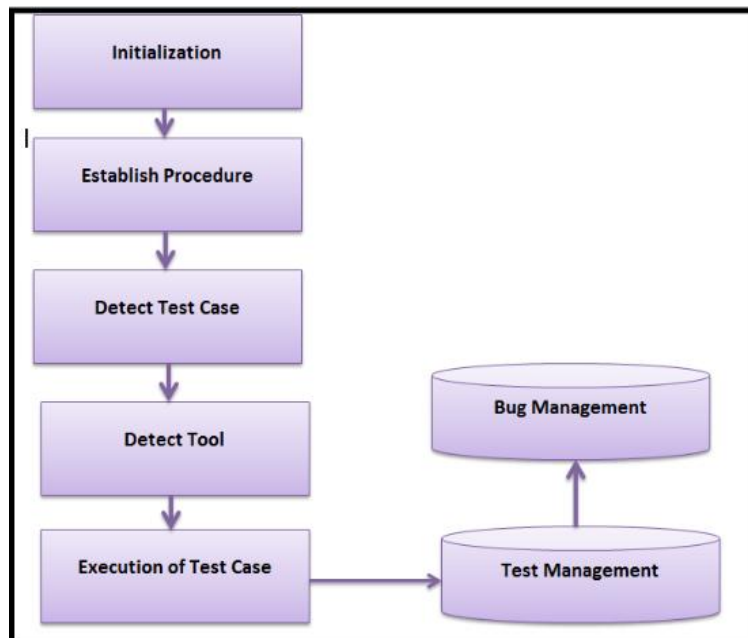 Initialization
Establish Procedure
Detect Test Case
Detect Tool
Execution of Test Case
Bug Management
Test Management